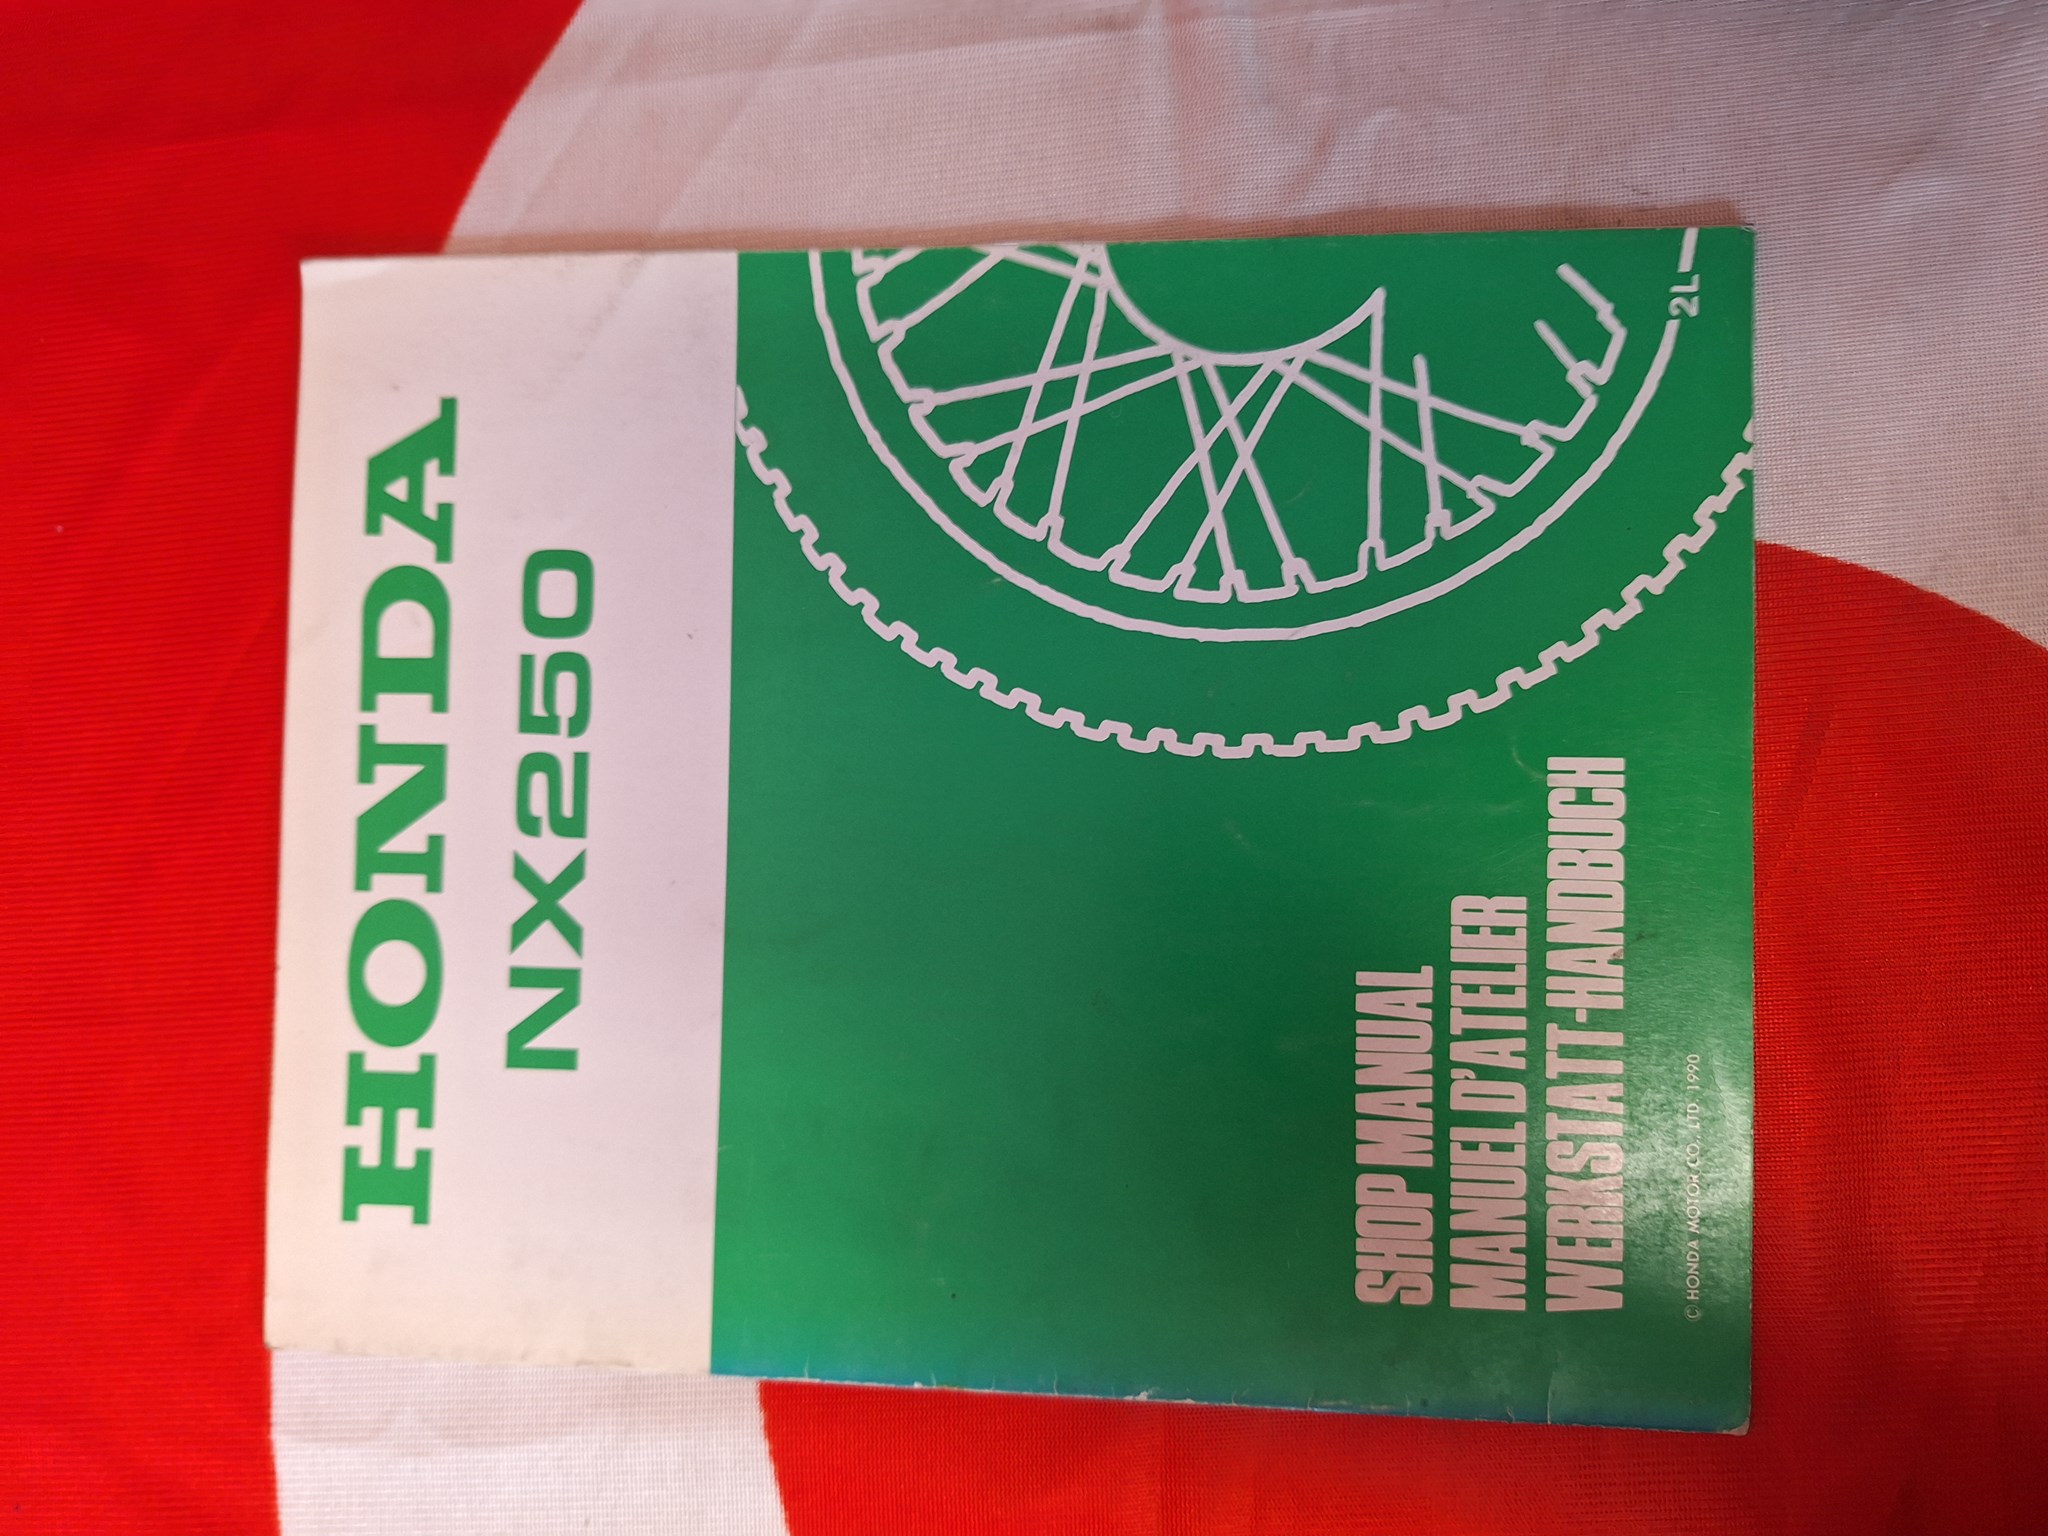 HONDA
NX250
2L
SHOP MANUAL
MANUEL D'ATELIER
WERKSTATT-HANDBUCH
© HONDA MOTOR CO., LTD. 1990